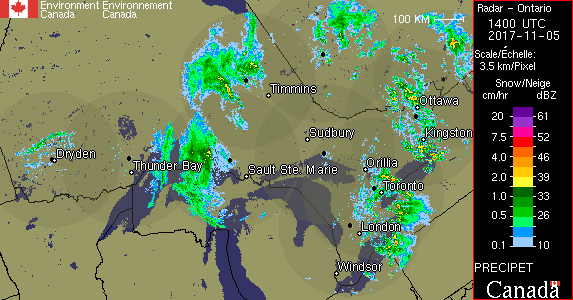 Environment Environnement
Canada Canada
100 KM
Timmins
Ottawa
Sudbury
Kingston
Dryden
Thunder Bay
Sault Ste. Marie
Orillia
Toronto
London
Windsor
Radar - Ontario
1400 UTC
2017-11-05
Scale/Échelle:
3.5 km/Pixel
Snow/Neige
cm/hr dBZ
20 61
7.5 52
4.0 46
2.0 39
1.0 33
0.5 26
0.1 10
PRECIPET
Canada